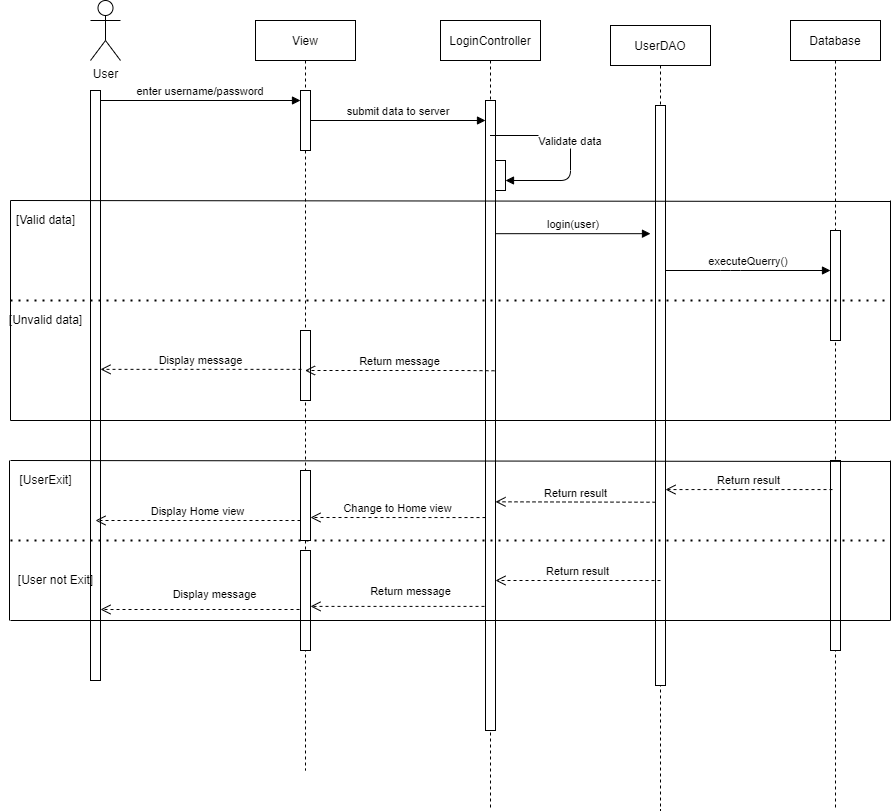 User
View
LoginController
UserDAO
Database
enter username/password
submit data to server
Validate data
[Valid data]
login(user)
executeQuerry()
[Unvalid data]
Display message
Return message
[UserExit]
Return result
Return result
Change to Home view
Display Home view
[User not Exit]
Return result
Return message
Display message